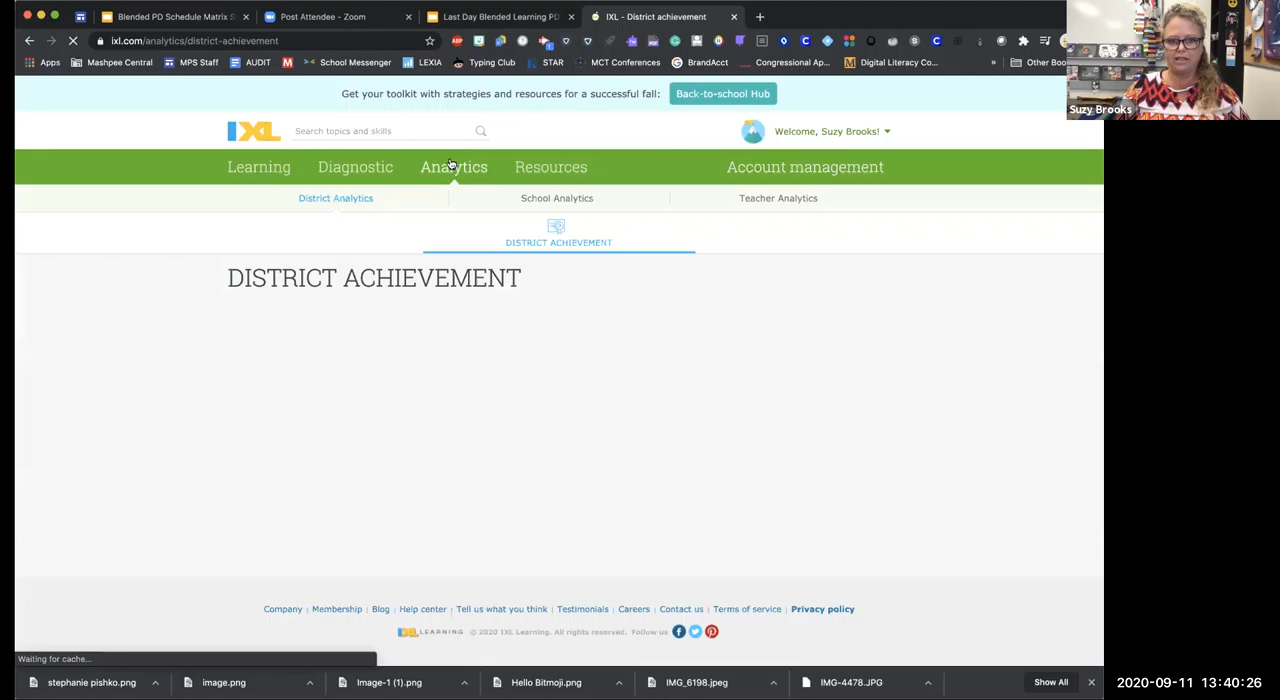 Blended PD Schedule Matrix S
Post Attendee - Zoom
Last Day Blended Learning PD
IXL - District achievement
ixl.com/analytics/district-achievement
Apps
Mashpee Central
MPS Staff
AUDIT
School Messenger
LEXIA
Typing Club
STAR
MCT Conferences
BrandAcct
Congressional Ap...
Digital Literacy Co...
»
Other Boo
Suzy Brooks
Get your toolkit with strategies and resources for a successful fall:
Back-to-school Hub
IXL
Search topics and skills
Welcome, Suzy Brooks!
Learning
Diagnostic
Analytics
Resources
Account management
District Analytics
School Analytics
Teacher Analytics
DISTRICT ACHIEVEMENT
DISTRICT ACHIEVEMENT
Company | Membership | Blog | Help center | Tell us what you think | Testimonials | Careers | Contact us | Terms of service | Privacy policy
IXL LEARNING © 2020 IXL Learning. All rights reserved. Follow us
Waiting for cache...
stephanie pishko.png
image.png
Image-1 (1).png
Hello Bitmoji.png
IMG_6198.jpeg
IMG-4478.JPG
Show All
2020-09-11 13:40:26